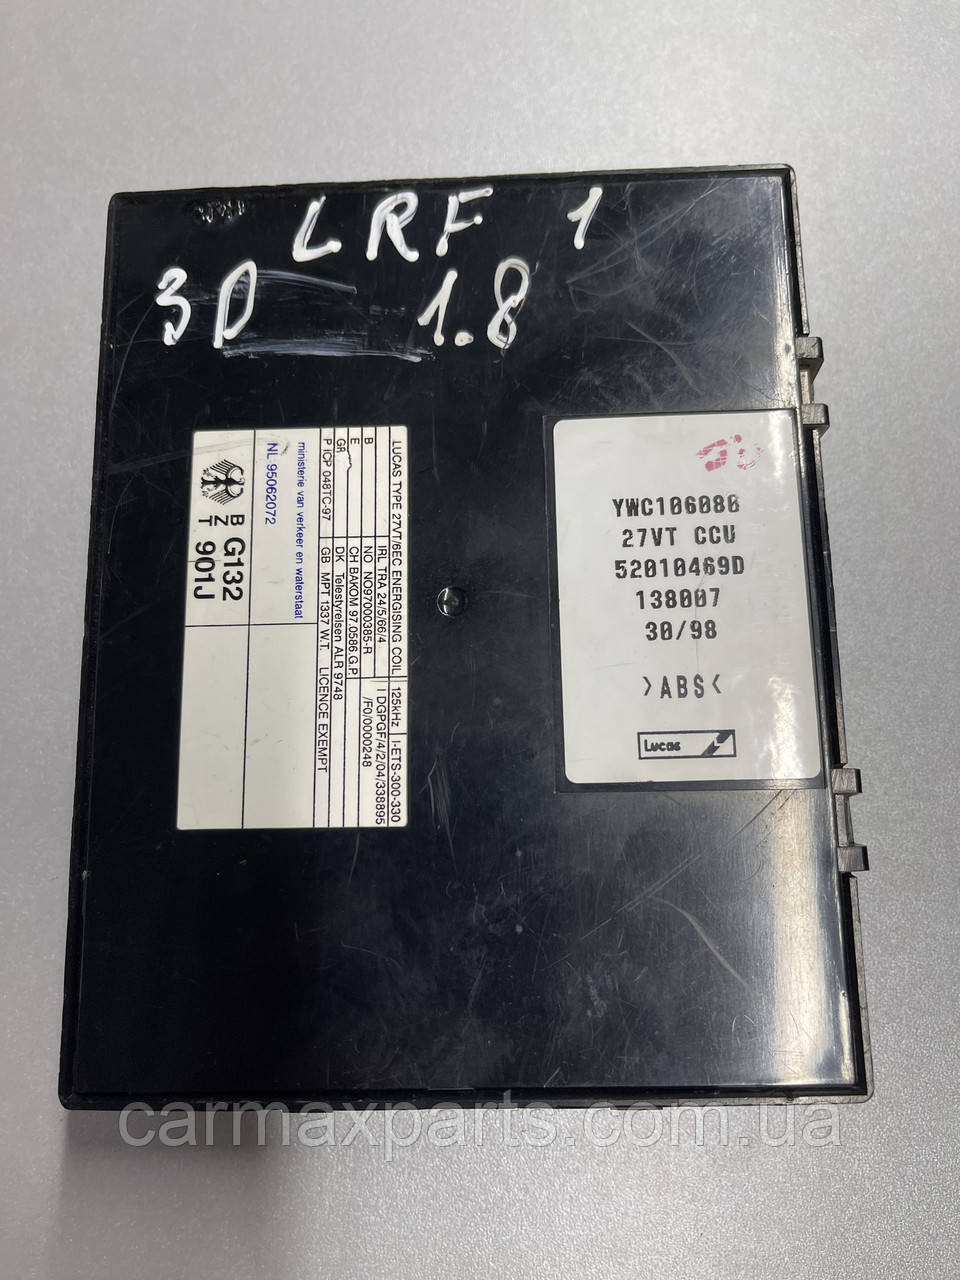 LRF 1
3D 1.8
YWC106080
27VT CCU
52010469D
138007
30/98
>ABS<
Lucas
LUCAS TYPE 27VT/6EC ENERGISING COIL 125kHz I-ETS-300-330
B IRL TRA 24/5/66/4 I DGPGF/4/2/04/338895
/F0/0000248
E NO NO97000385-R
GR CH BAKOM 97.0586.G.P.
DK Telestyrelsen ALR 9748
P ICP 048TC-97 GB MPT 1337 W.T. LICENCE EXEMPT
ministerie van verkeer en waterstaat
NL 95062072
B
Z
T
G132
901J
carmaxparts.com.ua